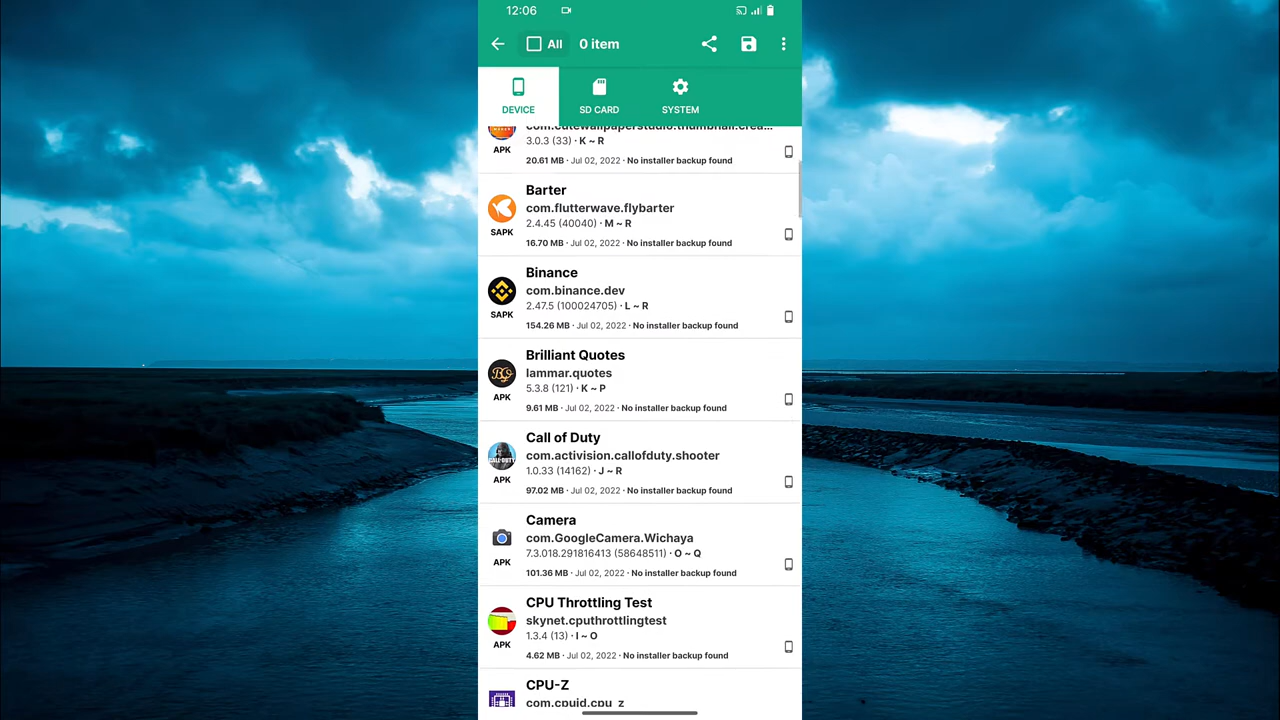 12:06
All 0 item
DEVICE SD CARD SYSTEM
com.cutewallpaperstudio.thumbnail.crea...
3.0.3 (33) · K ~ R
APK
20.61 MB · Jul 02, 2022 · No installer backup found
Barter
com.flutterwave.flybarter
2.4.45 (40040) · M ~ R
SAPK
16.70 MB · Jul 02, 2022 · No installer backup found
Binance
com.binance.dev
2.47.5 (100024705) · L ~ R
SAPK
154.26 MB · Jul 02, 2022 · No installer backup found
Brilliant Quotes
lammar.quotes
5.3.8 (121) · K ~ P
APK
9.61 MB · Jul 02, 2022 · No installer backup found
Call of Duty
com.activision.callofduty.shooter
CALL·DUTY
1.0.33 (14162) · J ~ R
APK
97.02 MB · Jul 02, 2022 · No installer backup found
Camera
com.GoogleCamera.Wichaya
7.3.018.291816413 (58648511) · O ~ Q
APK
101.36 MB · Jul 02, 2022 · No installer backup found
CPU Throttling Test
skynet.cputhrottlingtest
1.3.4 (13) · I ~ O
APK
4.62 MB · Jul 02, 2022 · No installer backup found
CPU-Z
com.cpuid.cpu_z